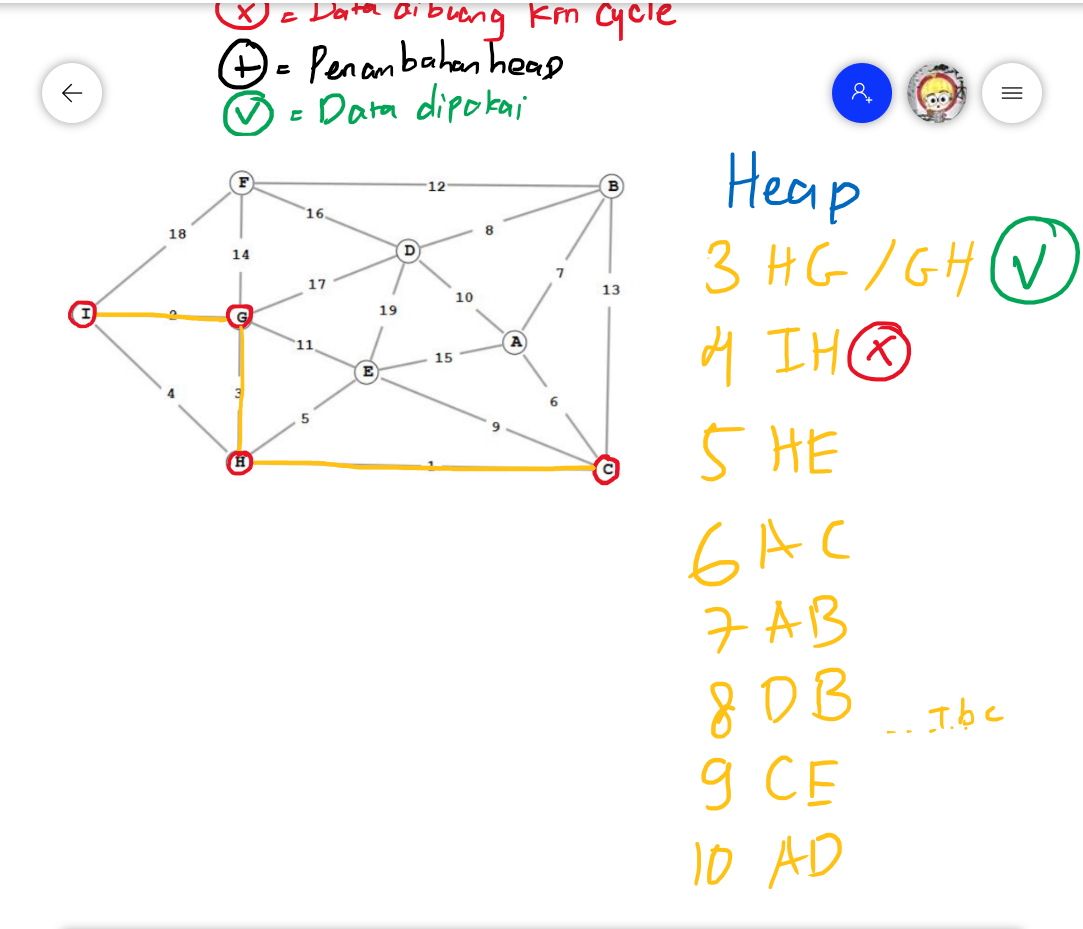 (x) = Data dibuang krn cycle
(+) = Penambahan heap
(✓) = Data dipakai
F 12 B
16
18 8
14 D
17 7
10 13
I 2 G 19
11 15 A
E
4 3 5 9 6
H 1 C
Heap
3 HG / GH ✓
4 IH x
5 HE
6 AC
7 AB
8 DB ... T.b.c
9 CE
10 AD